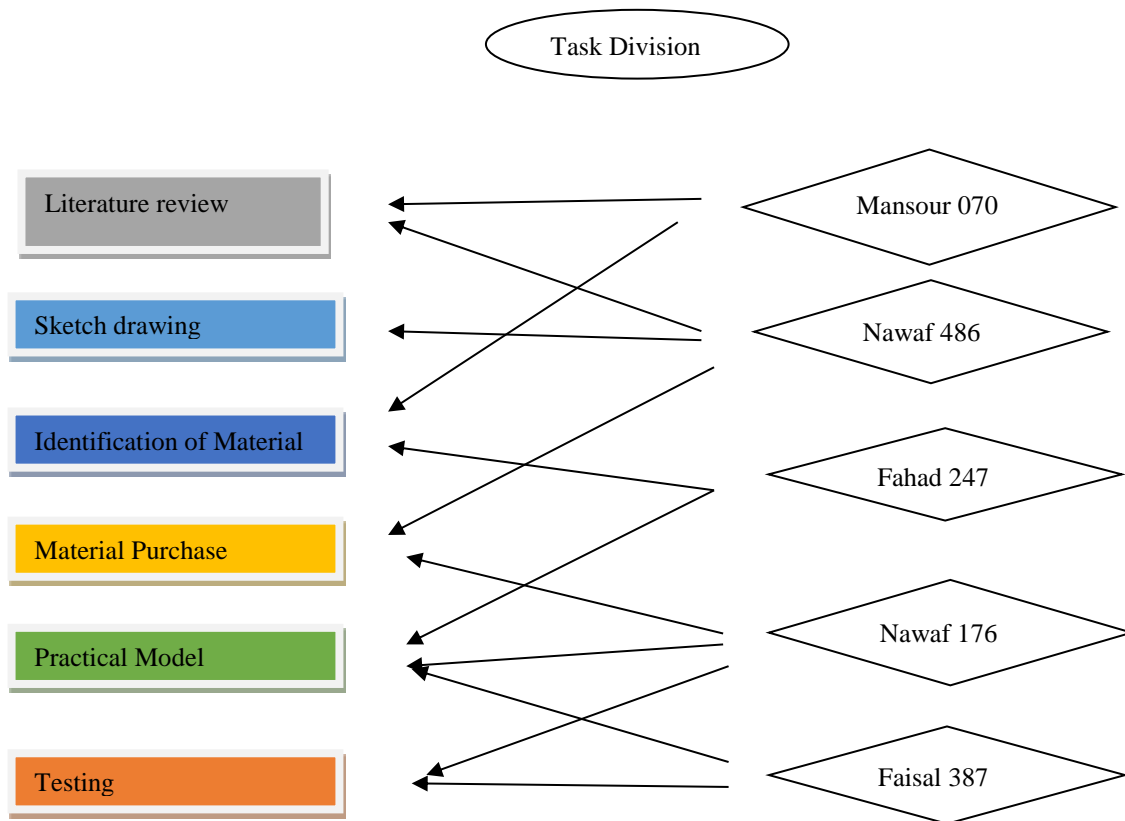 Task Division
Literature review
Mansour 070
Sketch drawing
Nawaf 486
Identification of Material
Fahad 247
Material Purchase
Nawaf 176
Practical Model
Faisal 387
Testing